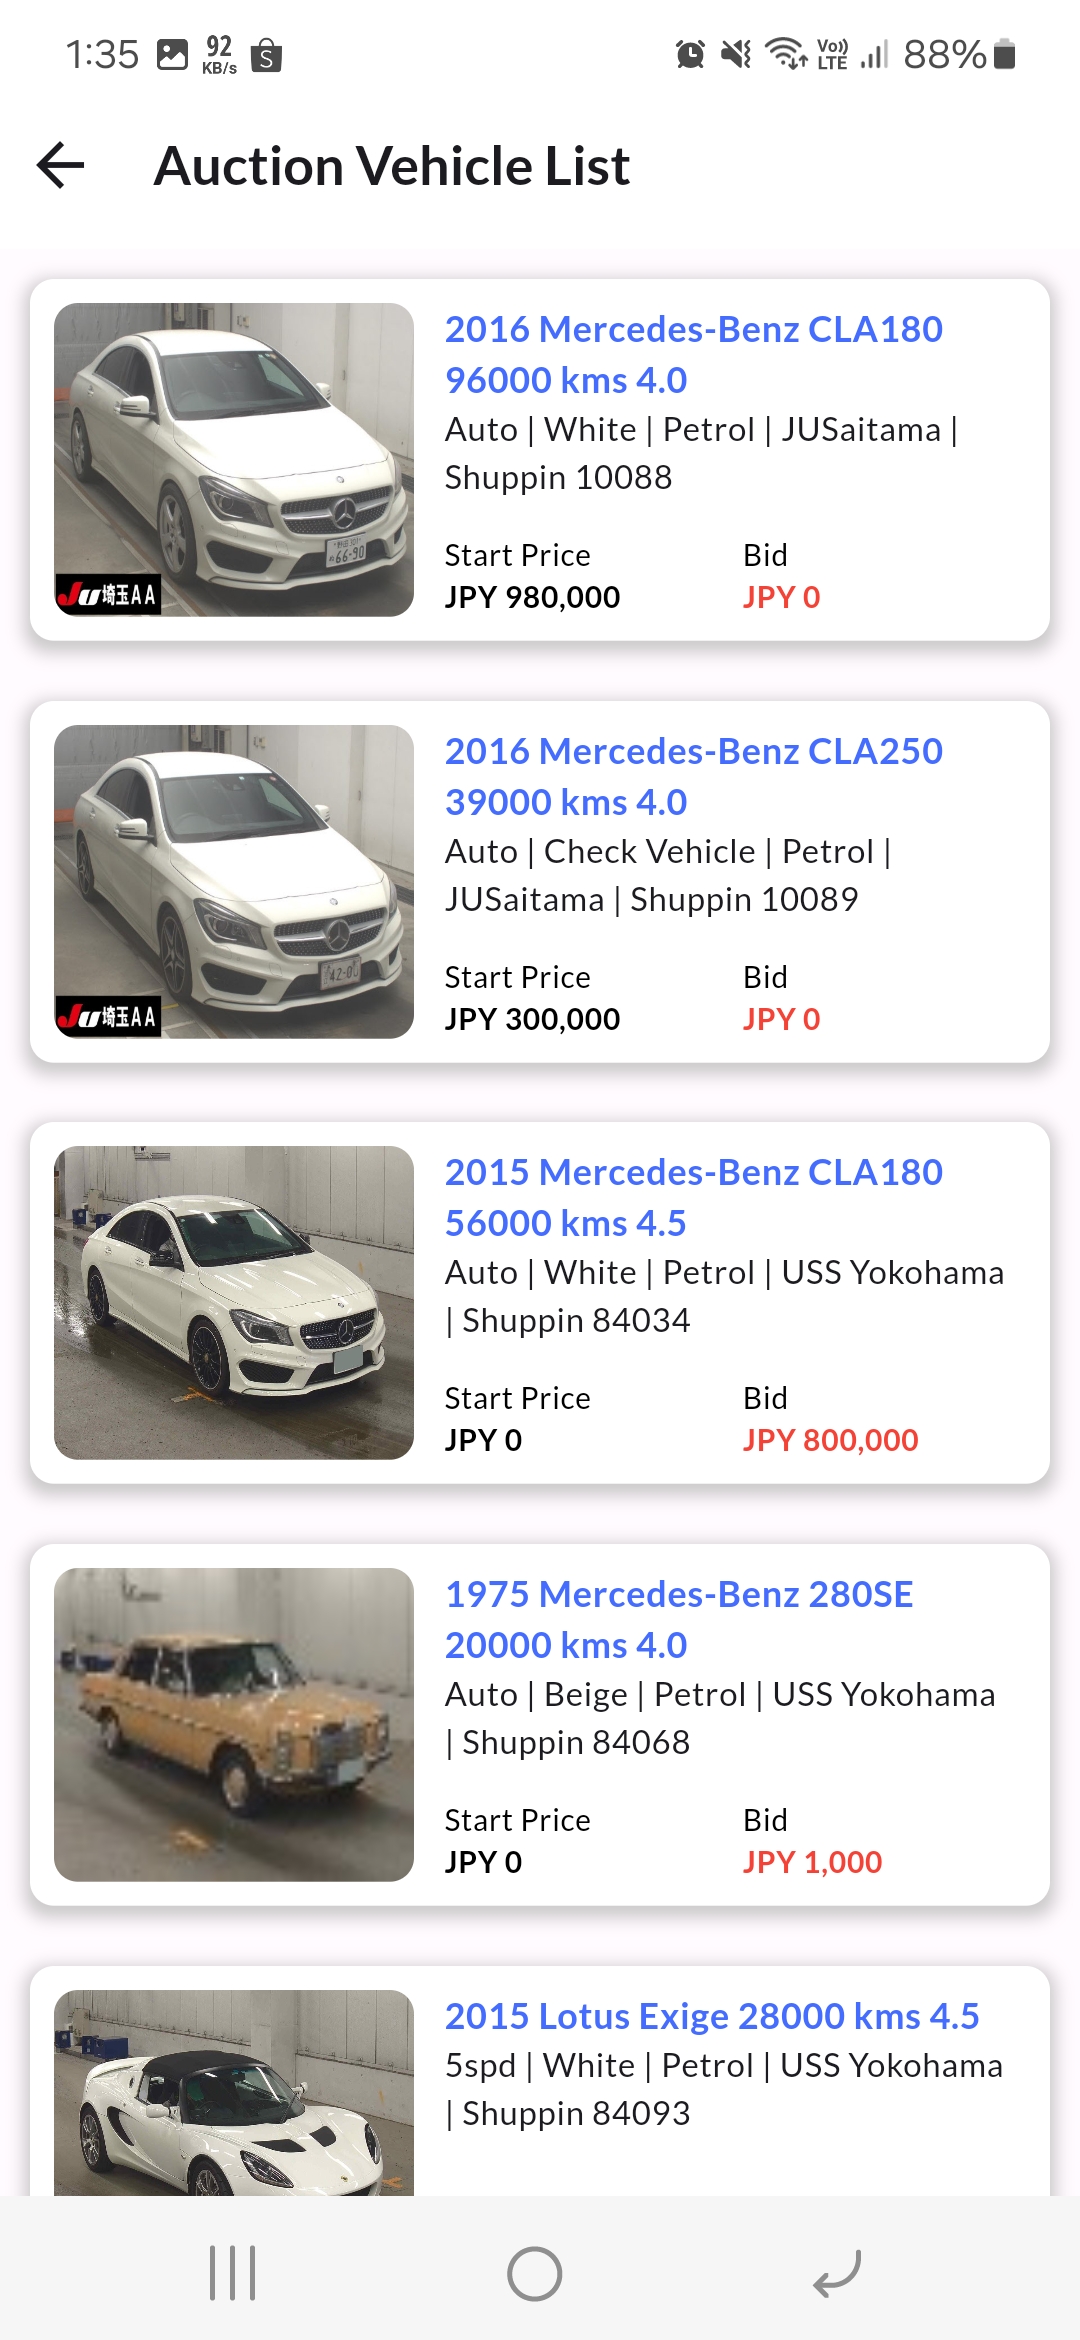 1:35 92 KB/s S Vo)) LTE 88%
Auction Vehicle List
2016 Mercedes-Benz CLA180
96000 kms 4.0
Auto | White | Petrol | JUSaitama |
Shuppin 10088
Start Price Bid
JPY 980,000 JPY 0
66-90
Ju埼玉AA
2016 Mercedes-Benz CLA250
39000 kms 4.0
Auto | Check Vehicle | Petrol |
JUSaitama | Shuppin 10089
Start Price Bid
JPY 300,000 JPY 0
Ju埼玉AA
2015 Mercedes-Benz CLA180
56000 kms 4.5
Auto | White | Petrol | USS Yokohama
| Shuppin 84034
Start Price Bid
JPY 0 JPY 800,000
1975 Mercedes-Benz 280SE
20000 kms 4.0
Auto | Beige | Petrol | USS Yokohama
| Shuppin 84068
Start Price Bid
JPY 0 JPY 1,000
2015 Lotus Exige 28000 kms 4.5
5spd | White | Petrol | USS Yokohama
| Shuppin 84093